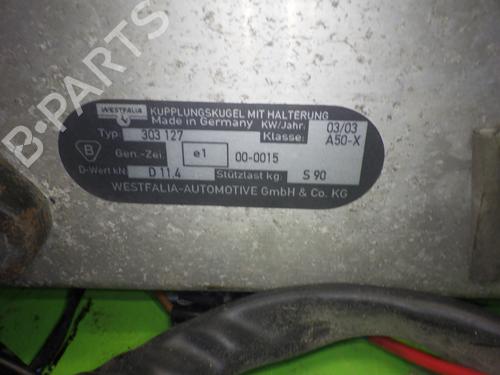 B-PARTS
WESTFALIA KUPPLUNGSKUGEL MIT HALTERUNG
Made in Germany KW/Jahr. 03/03
Typ 303 127 Klasse: A50-X
B Gen.-Zei. e1 00-0015
D-Wert kN D 11.4 Stützlast kg: S 90
WESTFALIA-AUTOMOTIVE GmbH & Co. KG